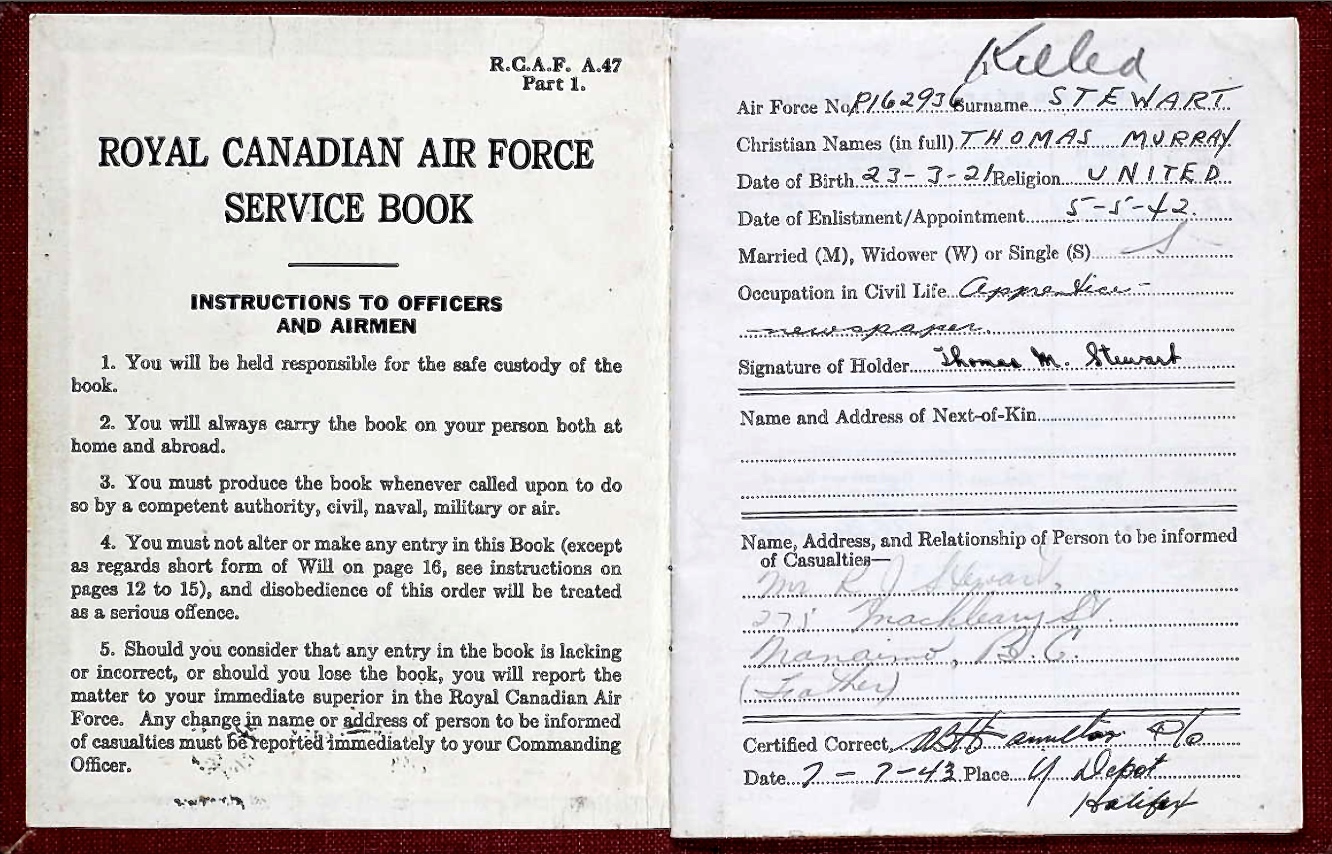 R.C.A.F. A.47
Part 1.
ROYAL CANADIAN AIR FORCE
SERVICE BOOK
INSTRUCTIONS TO OFFICERS
AND AIRMEN
1. You will be held responsible for the safe custody of the
book.
2. You will always carry the book on your person both at
home and abroad.
3. You must produce the book whenever called upon to do
so by a competent authority, civil, naval, military or air.
4. You must not alter or make any entry in this Book (except
as regards short form of Will on page 16, see instructions on
pages 12 to 15), and disobedience of this order will be treated
as a serious offence.
5. Should you consider that any entry in the book is lacking
or incorrect, or should you lose the book, you will report the
matter to your immediate superior in the Royal Canadian Air
Force. Any change in name or address of person to be informed
of casualties must be reported immediately to your Commanding
Officer.
Killed
Air Force No. P162936 Surname STEWART
Christian Names (in full) THOMAS MURRAY
Date of Birth 23-3-21 Religion UNITED
Date of Enlistment/Appointment 5-5-42.
Married (M), Widower (W) or Single (S) S
Occupation in Civil Life Apprentice-
newspaper.
Signature of Holder Thomas M. Stewart
Name and Address of Next-of-Kin
Name, Address, and Relationship of Person to be informed
of Casualties—
Mr. R J Stewart,
275 Machleary St.
Nanaimo, B.C.
(Father)
Certified Correct, Hamilton P/o
Date 7-7-43 Place Y Depot
Halifax